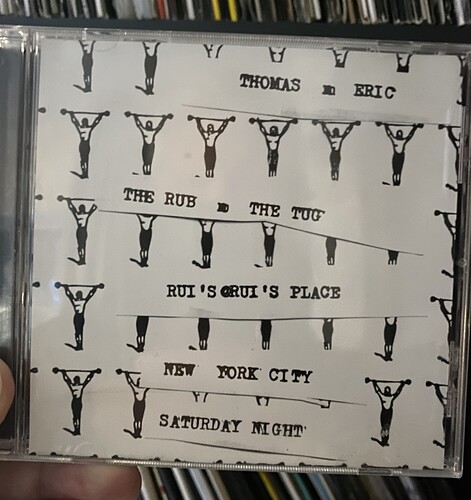 THOMAS & ERIC
THE RUB & THE TUG
RUI'S @RUI'S PLACE
NEW YORK CITY
SATURDAY NIGHT